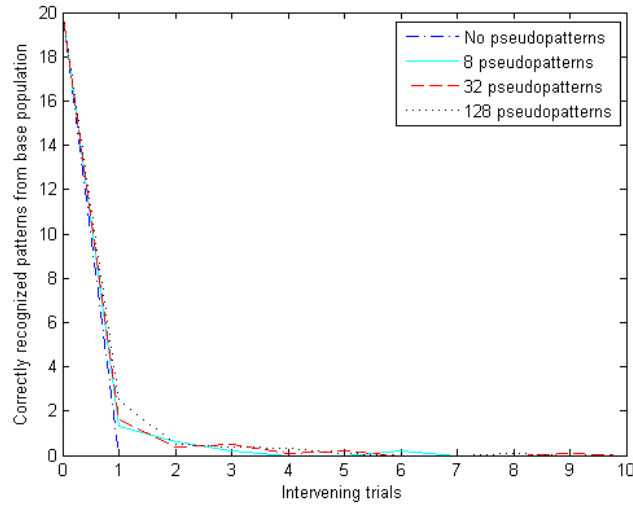 No pseudopatterns
8 pseudopatterns
32 pseudopatterns
128 pseudopatterns
Correctly recognized patterns from base population
20
18
16
14
12
10
8
6
4
2
0
0 1 2 3 4 5 6 7 8 9 10
Intervening trials